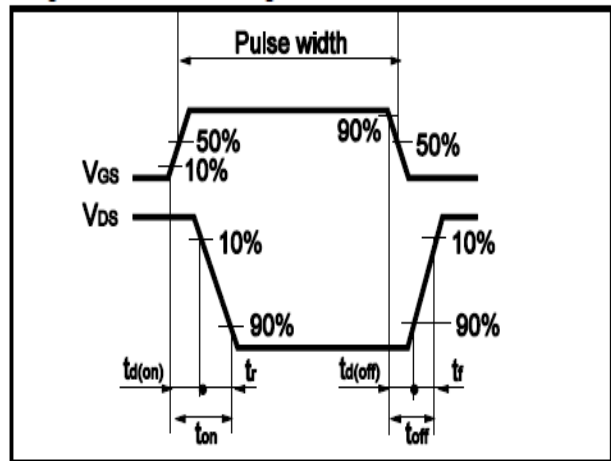 Pulse width
90%
50%
50%
10%
VGS
VDS
10%
10%
90%
90%
td(on)
tr
td(off)
tf
ton
toff